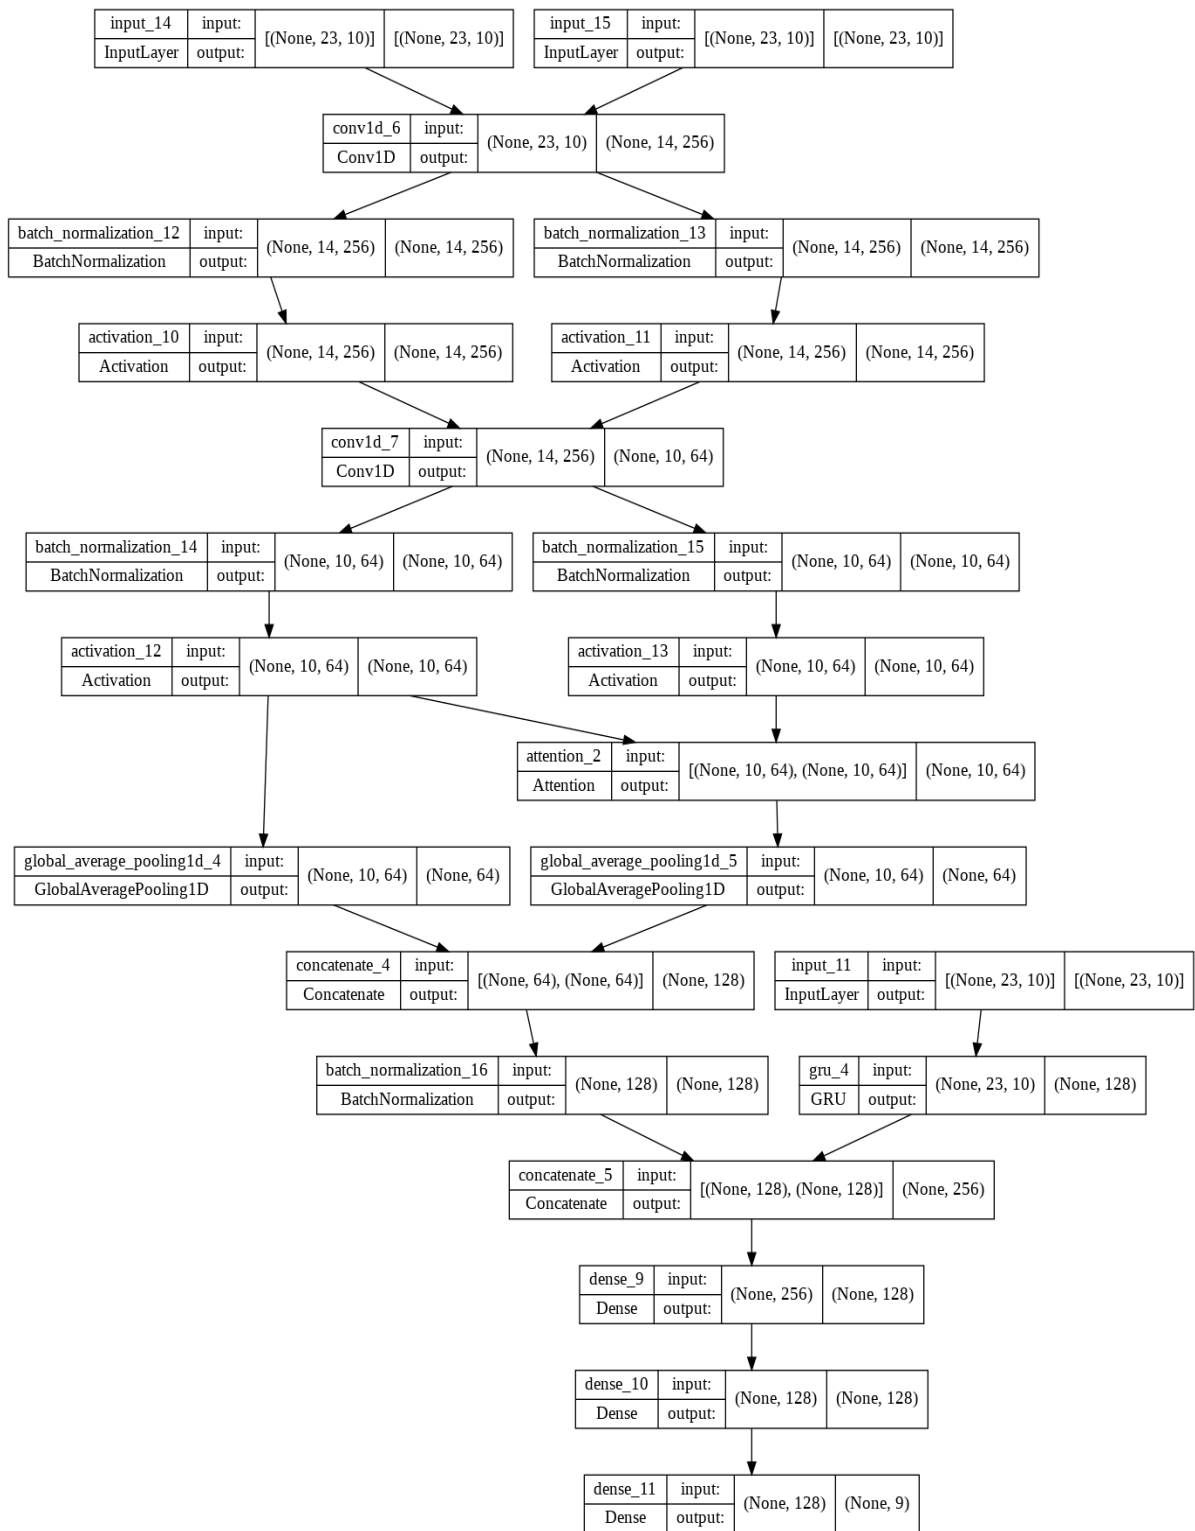 input_14 input: [(None, 23, 10)] [(None, 23, 10)]
InputLayer output:
input_15 input: [(None, 23, 10)] [(None, 23, 10)]
InputLayer output:
conv1d_6 input: (None, 23, 10) (None, 14, 256)
Conv1D output:
batch_normalization_12 input: (None, 14, 256) (None, 14, 256)
BatchNormalization output:
batch_normalization_13 input: (None, 14, 256) (None, 14, 256)
BatchNormalization output:
activation_10 input: (None, 14, 256) (None, 14, 256)
Activation output:
activation_11 input: (None, 14, 256) (None, 14, 256)
Activation output:
conv1d_7 input: (None, 14, 256) (None, 10, 64)
Conv1D output:
batch_normalization_14 input: (None, 10, 64) (None, 10, 64)
BatchNormalization output:
batch_normalization_15 input: (None, 10, 64) (None, 10, 64)
BatchNormalization output:
activation_12 input: (None, 10, 64) (None, 10, 64)
Activation output:
activation_13 input: (None, 10, 64) (None, 10, 64)
Activation output:
attention_2 input: [(None, 10, 64), (None, 10, 64)] (None, 10, 64)
Attention output:
global_average_pooling1d_4 input: (None, 10, 64) (None, 64)
GlobalAveragePooling1D output:
global_average_pooling1d_5 input: (None, 10, 64) (None, 64)
GlobalAveragePooling1D output:
concatenate_4 input: [(None, 64), (None, 64)] (None, 128)
Concatenate output:
input_11 input: [(None, 23, 10)] [(None, 23, 10)]
InputLayer output:
batch_normalization_16 input: (None, 128) (None, 128)
BatchNormalization output:
gru_4 input: (None, 23, 10) (None, 128)
GRU output:
concatenate_5 input: [(None, 128), (None, 128)] (None, 256)
Concatenate output:
dense_9 input: (None, 256) (None, 128)
Dense output:
dense_10 input: (None, 128) (None, 128)
Dense output:
dense_11 input: (None, 128) (None, 9)
Dense output: